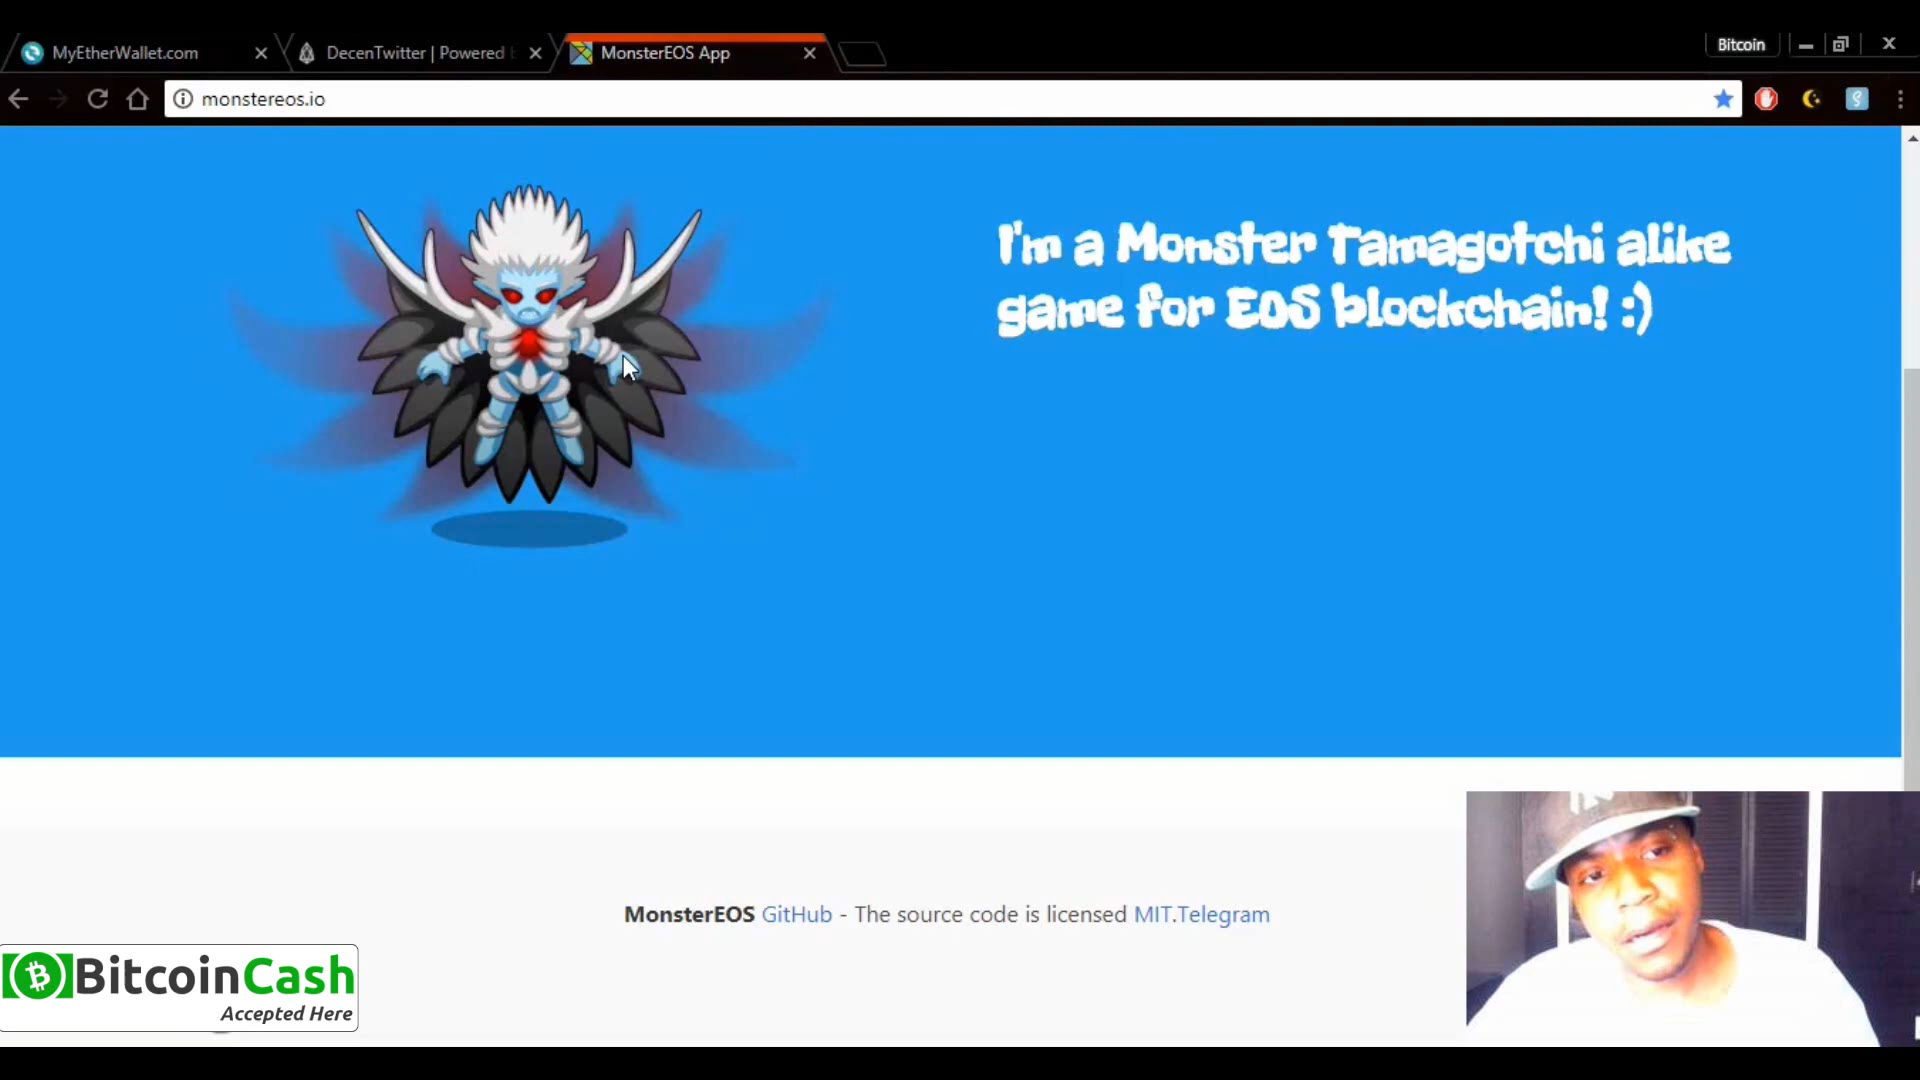 MyEtherWallet.com
DecenTwitter | Powered
MonsterEOS App
Bitcoin
monstereos.io
I'm a Monster Tamagotchi alike
game for EOS blockchain! :)
MonsterEOS GitHub - The source code is licensed MIT.Telegram
BitcoinCash
Accepted Here